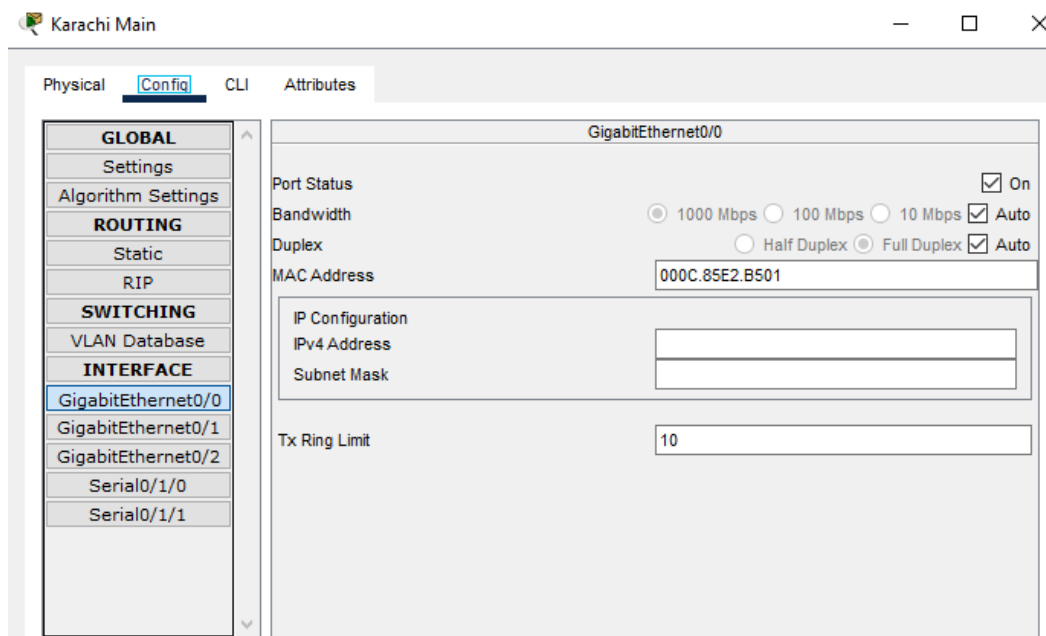 Karachi Main
Physical Config CLI Attributes
GLOBAL
Settings
Algorithm Settings
ROUTING
Static
RIP
SWITCHING
VLAN Database
INTERFACE
GigabitEthernet0/0
GigabitEthernet0/1
GigabitEthernet0/2
Serial0/1/0
Serial0/1/1
GigabitEthernet0/0
Port Status On
Bandwidth 1000 Mbps 100 Mbps 10 Mbps Auto
Duplex Half Duplex Full Duplex Auto
MAC Address 000C.85E2.B501
IP Configuration
IPv4 Address
Subnet Mask
Tx Ring Limit 10